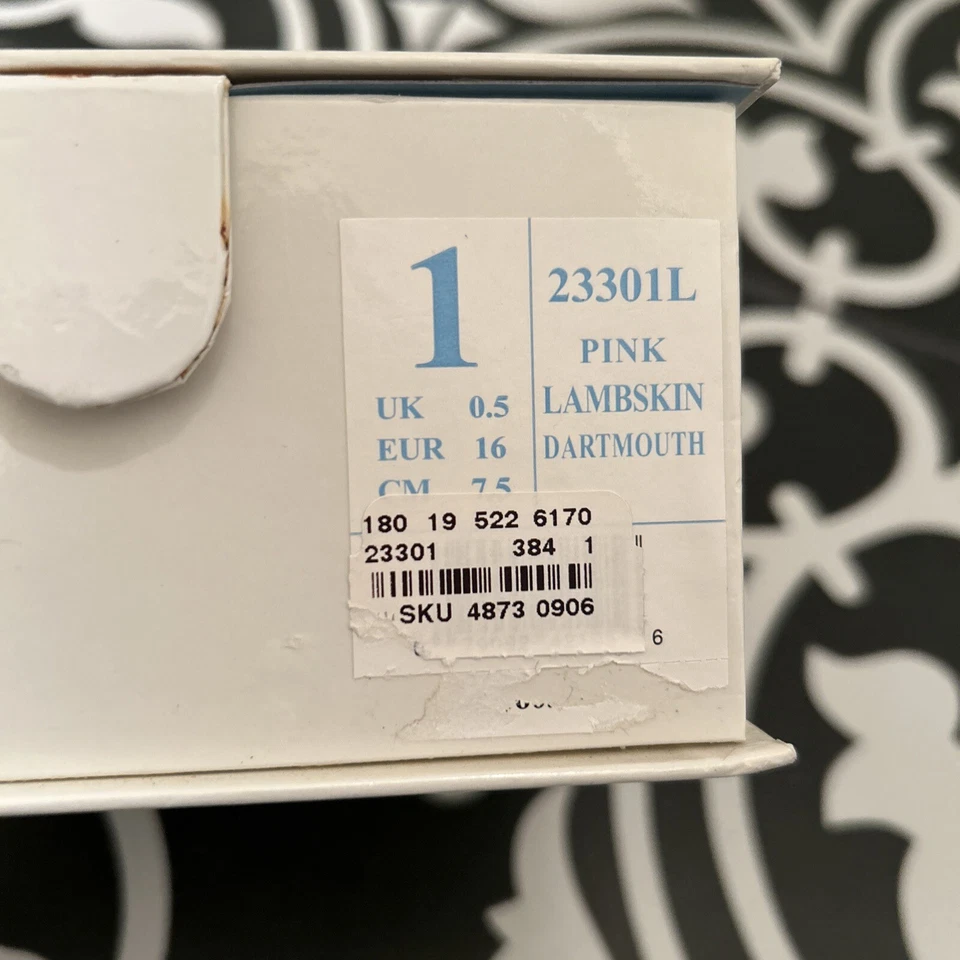 1
UK 0.5
EUR 16
CM 7.5
23301L
PINK
LAMBSKIN
DARTMOUTH
180 19 522 6170
23301 384 1
SKU 4873 0906
6